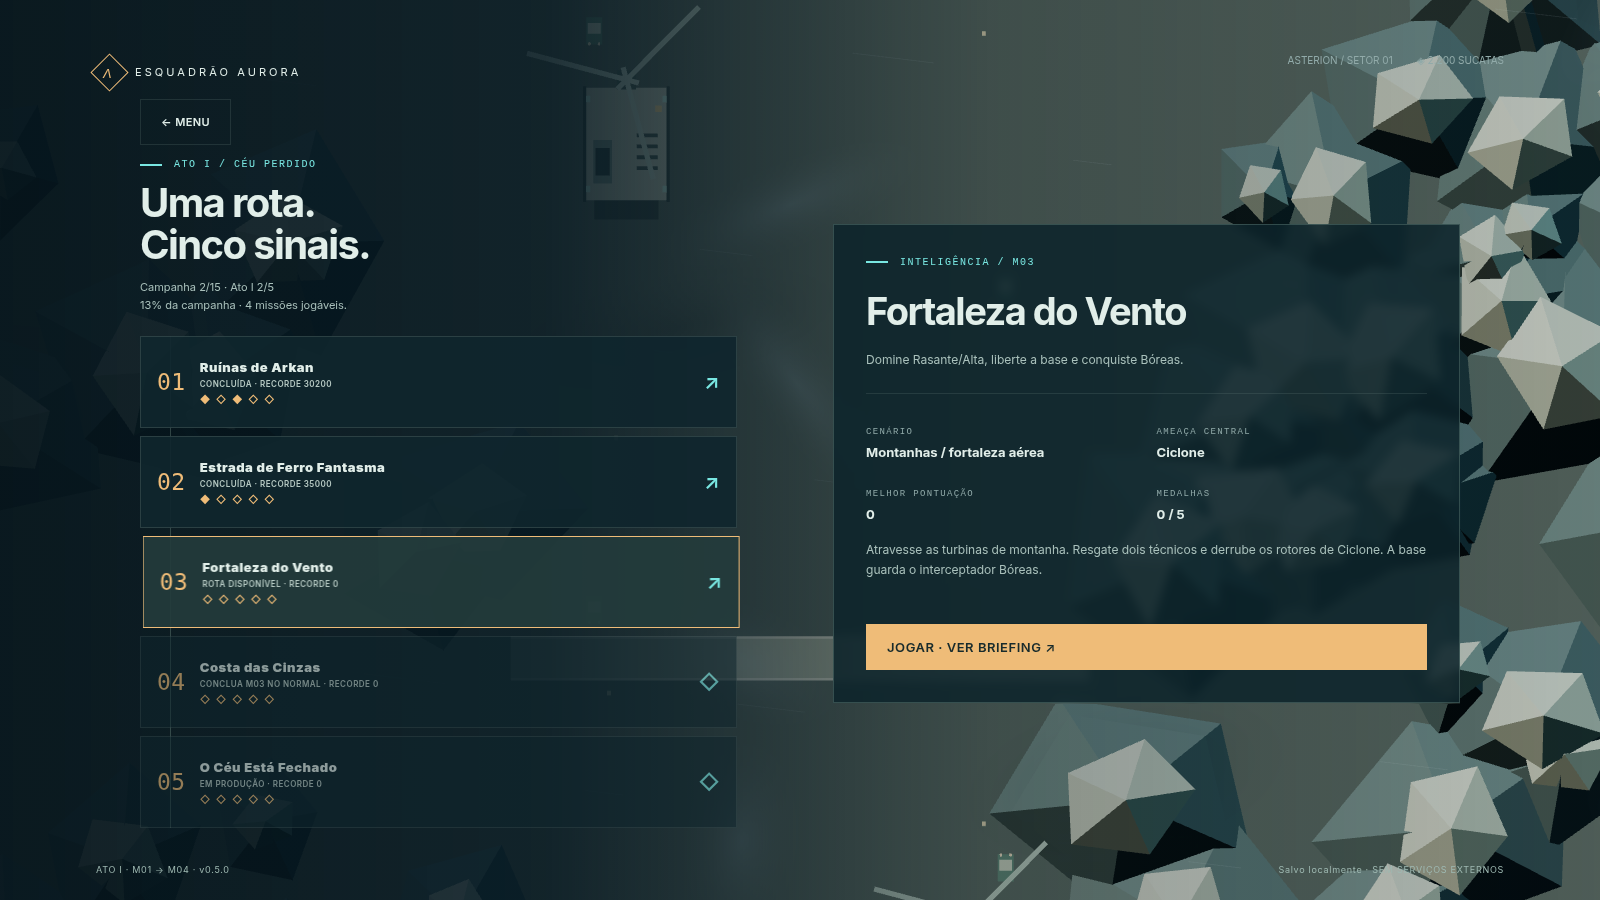 ESQUADRÃO AURORA
ASTERION / SETOR 01
SUCATAS
← MENU
ATO I / CÉU PERDIDO
Uma rota.
Cinco sinais.
Campanha 2/15 · Ato I 2/5
13% da campanha · 4 missões jogáveis.
01
Ruínas de Arkan
CONCLUÍDA · RECORDE 30200
02
Estrada de Ferro Fantasma
CONCLUÍDA · RECORDE 35000
03
Fortaleza do Vento
ROTA DISPONÍVEL · RECORDE 0
04
Costa das Cinzas
CONCLUA M03 NO NORMAL · RECORDE 0
05
O Céu Está Fechado
EM PRODUÇÃO · RECORDE 0
INTELIGÊNCIA / M03
Fortaleza do Vento
Domine Rasante/Alta, liberte a base e conquiste Bóreas.
CENÁRIO
Montanhas / fortaleza aérea
AMEAÇA CENTRAL
Ciclone
MELHOR PONTUAÇÃO
0
MEDALHAS
0 / 5
Atravesse as turbinas de montanha. Resgate dois técnicos e derrube os rotores de Ciclone. A base
guarda o interceptador Bóreas.
JOGAR · VER BRIEFING ↗
ATO I · M01 → M04 · v0.5.0
Salvo localmente · SEM SERVIÇOS EXTERNOS